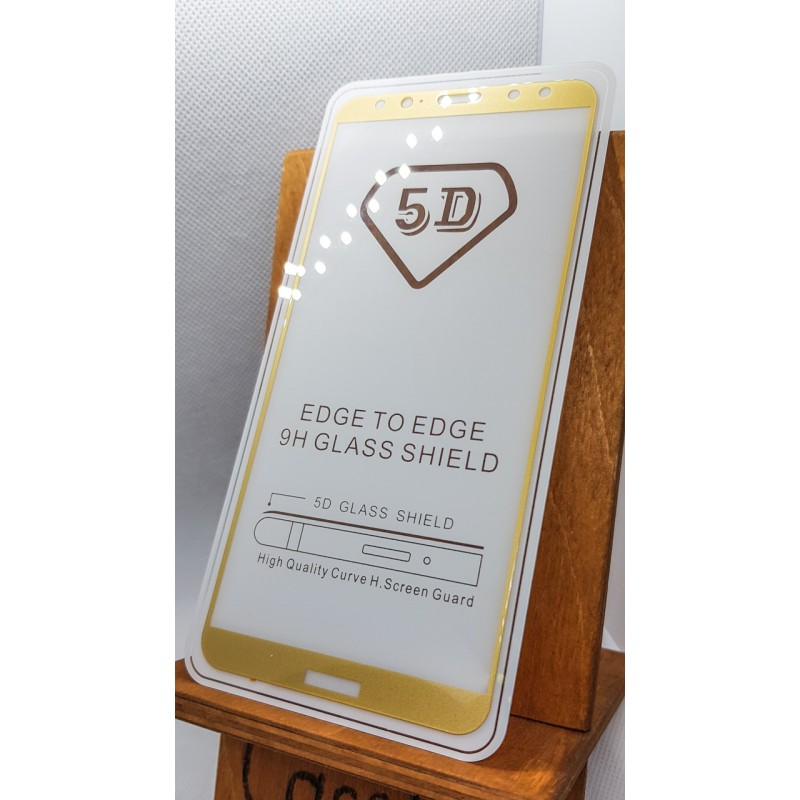 5D
EDGE TO EDGE
9H GLASS SHIELD
5D GLASS SHIELD
High Quality Curve H.Screen Guard